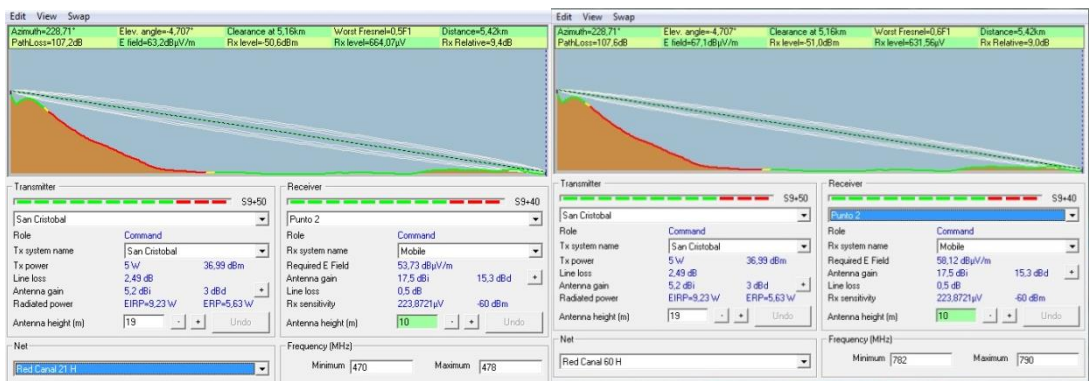 Edit View Swap
Azimuth=228,71° Elev. angle=-4,707° Clearance at 5,16km Worst Fresnel=0,5F1 Distance=5,42km
PathLoss=107,2dB E field=63,2dBµV/m Rx level=-50,6dBm Rx level=664,07µV Rx Relative=9,4dB
Transmitter
S9+50
San Cristobal
Role Command
Tx system name San Cristobal
Tx power 5 W 36,99 dBm
Line loss 2,49 dB
Antenna gain 5,2 dBi 3 dBd +
Radiated power EIRP=9,23 W ERP=5,63 W
Antenna height (m) 19 - + Undo
Receiver
S9+40
Punto 2
Role Command
Rx system name Mobile
Required E Field 53,73 dBµV/m
Antenna gain 17,5 dBi 15,3 dBd +
Line loss 0,5 dB
Rx sensitivity 223,8721µV -60 dBm
Antenna height (m) 10 - + Undo
Net
Red Canal 21 H
Frequency (MHz)
Minimum 470 Maximum 478
Edit View Swap
Azimuth=228,71° Elev. angle=-4,707° Clearance at 5,16km Worst Fresnel=0,6F1 Distance=5,42km
PathLoss=107,6dB E field=67,1dBµV/m Rx level=-51,0dBm Rx level=631,56µV Rx Relative=9,0dB
Transmitter
S9+50
San Cristobal
Role Command
Tx system name San Cristobal
Tx power 5 W 36,99 dBm
Line loss 2,49 dB
Antenna gain 5,2 dBi 3 dBd +
Radiated power EIRP=9,23 W ERP=5,63 W
Antenna height (m) 19 - + Undo
Receiver
S9+40
Punto 2
Role Command
Rx system name Mobile
Required E Field 58,12 dBµV/m
Antenna gain 17,5 dBi 15,3 dBd +
Line loss 0,5 dB
Rx sensitivity 223,8721µV -60 dBm
Antenna height (m) 10 - + Undo
Net
Red Canal 60 H
Frequency (MHz)
Minimum 782 Maximum 790